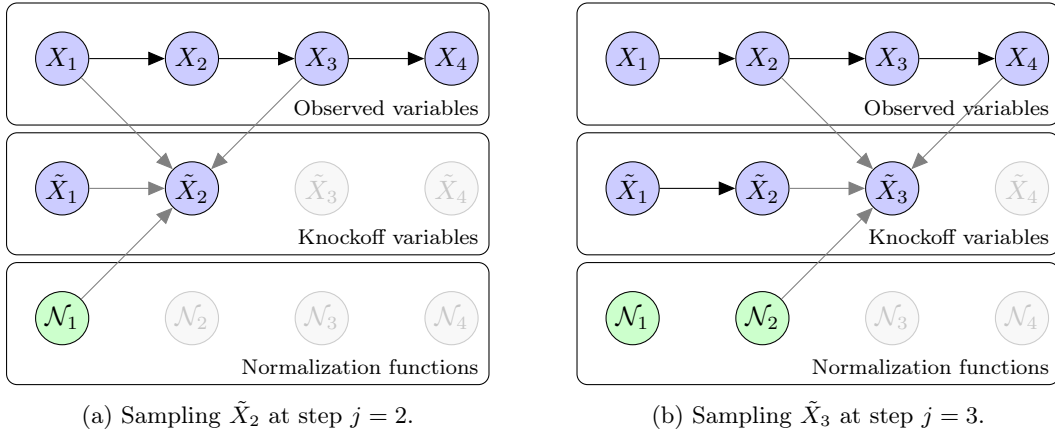 X₁ X₂ X₃ X₄
Observed variables
X̃₁ X̃₂ X̃₃ X̃₄
Knockoff variables
𝒩₁ 𝒩₂ 𝒩₃ 𝒩₄
Normalization functions
(a) Sampling X̃₂ at step j = 2.
X₁ X₂ X₃ X₄
Observed variables
X̃₁ X̃₂ X̃₃ X̃₄
Knockoff variables
𝒩₁ 𝒩₂ 𝒩₃ 𝒩₄
Normalization functions
(b) Sampling X̃₃ at step j = 3.